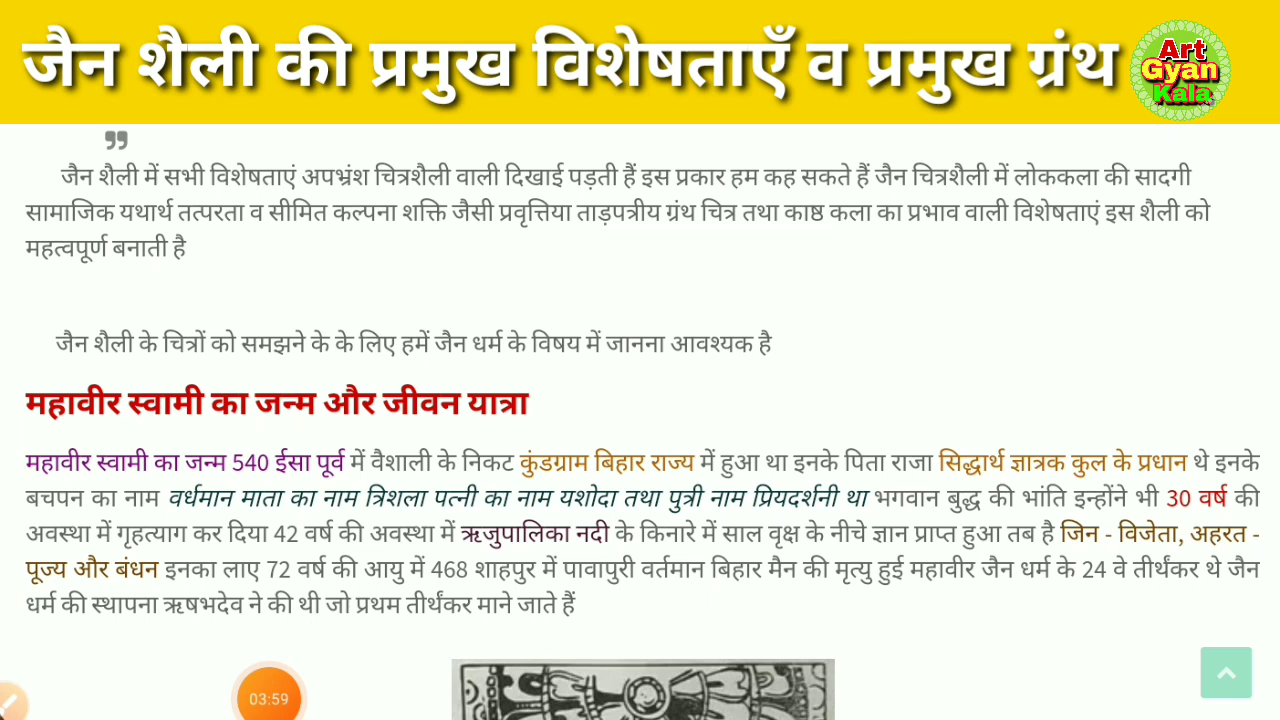 जैन शैली की प्रमुख विशेषताएँ व प्रमुख ग्रंथ
Art
Gyan
Kala
”
जैन शैली में सभी विशेषताएं अपभ्रंश चित्रशैली वाली दिखाई पड़ती हैं इस प्रकार हम कह सकते हैं जैन चित्रशैली में लोककला की सादगी
सामाजिक यथार्थ तत्परता व सीमित कल्पना शक्ति जैसी प्रवृत्तिया ताड़पत्रीय ग्रंथ चित्र तथा काष्ठ कला का प्रभाव वाली विशेषताएं इस शैली को
महत्वपूर्ण बनाती है
जैन शैली के चित्रों को समझने के के लिए हमें जैन धर्म के विषय में जानना आवश्यक है
महावीर स्वामी का जन्म और जीवन यात्रा
महावीर स्वामी का जन्म 540 ईसा पूर्व में वैशाली के निकट कुंडग्राम बिहार राज्य में हुआ था इनके पिता राजा सिद्धार्थ ज्ञात्रक कुल के प्रधान थे इनके
बचपन का नाम वर्धमान माता का नाम त्रिशला पत्नी का नाम यशोदा तथा पुत्री नाम प्रियदर्शनी था भगवान बुद्ध की भांति इन्होंने भी 30 वर्ष की
अवस्था में गृहत्याग कर दिया 42 वर्ष की अवस्था में ऋजुपालिका नदी के किनारे में साल वृक्ष के नीचे ज्ञान प्राप्त हुआ तब है जिन - विजेता, अहरत -
पूज्य और बंधन इनका लाए 72 वर्ष की आयु में 468 शाहपुर में पावापुरी वर्तमान बिहार मैन की मृत्यु हुई महावीर जैन धर्म के 24 वे तीर्थंकर थे जैन
धर्म की स्थापना ऋषभदेव ने की थी जो प्रथम तीर्थंकर माने जाते हैं
03:59